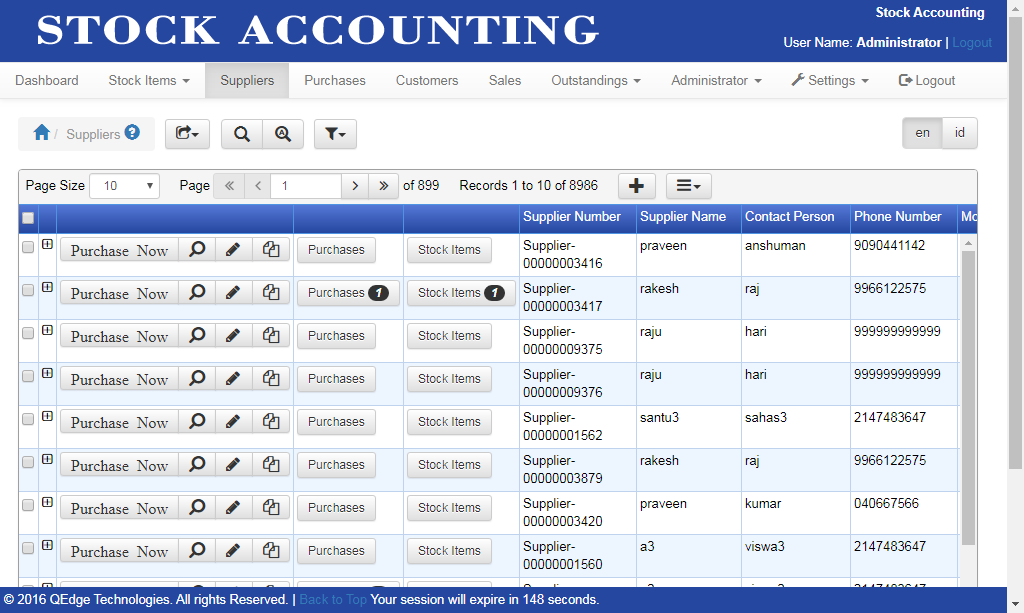 STOCK ACCOUNTING
Stock Accounting
User Name: Administrator | Logout
Dashboard Stock Items Suppliers Purchases Customers Sales Outstandings Administrator Settings Logout
/ Suppliers en id
Page Size 10 Page 1 of 899 Records 1 to 10 of 8986
Supplier Number Supplier Name Contact Person Phone Number Mo
Purchase Now Purchases Stock Items Supplier- praveen anshuman 9090441142
00000003416
Purchase Now Purchases 1 Stock Items 1 Supplier- rakesh raj 9966122575
00000003417
Purchase Now Purchases Stock Items Supplier- raju hari 999999999999
00000009375
Purchase Now Purchases Stock Items Supplier- raju hari 999999999999
00000009376
Purchase Now Purchases Stock Items Supplier- santu3 sahas3 2147483647
00000001562
Purchase Now Purchases Stock Items Supplier- rakesh raj 9966122575
00000003879
Purchase Now Purchases Stock Items Supplier- praveen kumar 040667566
00000003420
Purchase Now Purchases Stock Items Supplier- a3 viswa3 2147483647
00000001560
© 2016 QEdge Technologies. All rights Reserved. | Back to Top Your session will expire in 148 seconds.